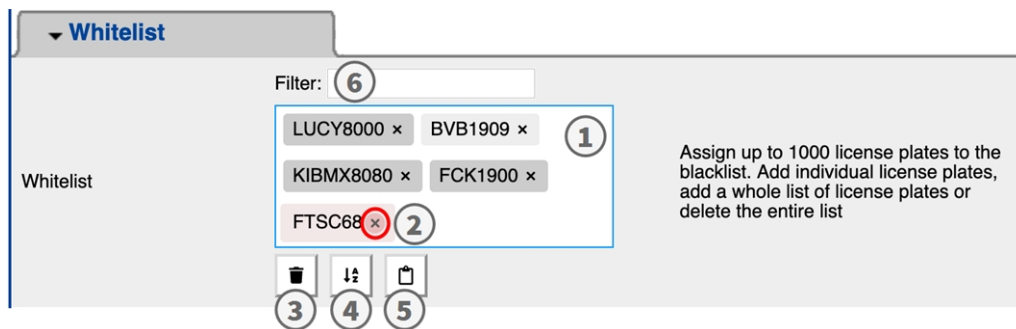 Whitelist
Filter:
6
LUCY8000 × BVB1909 ×
1
Whitelist
KIBMX8080 × FCK1900 ×
FTSC68 ×
2
Assign up to 1000 license plates to the
blacklist. Add individual license plates,
add a whole list of license plates or
delete the entire list
A
Z
3
4
5